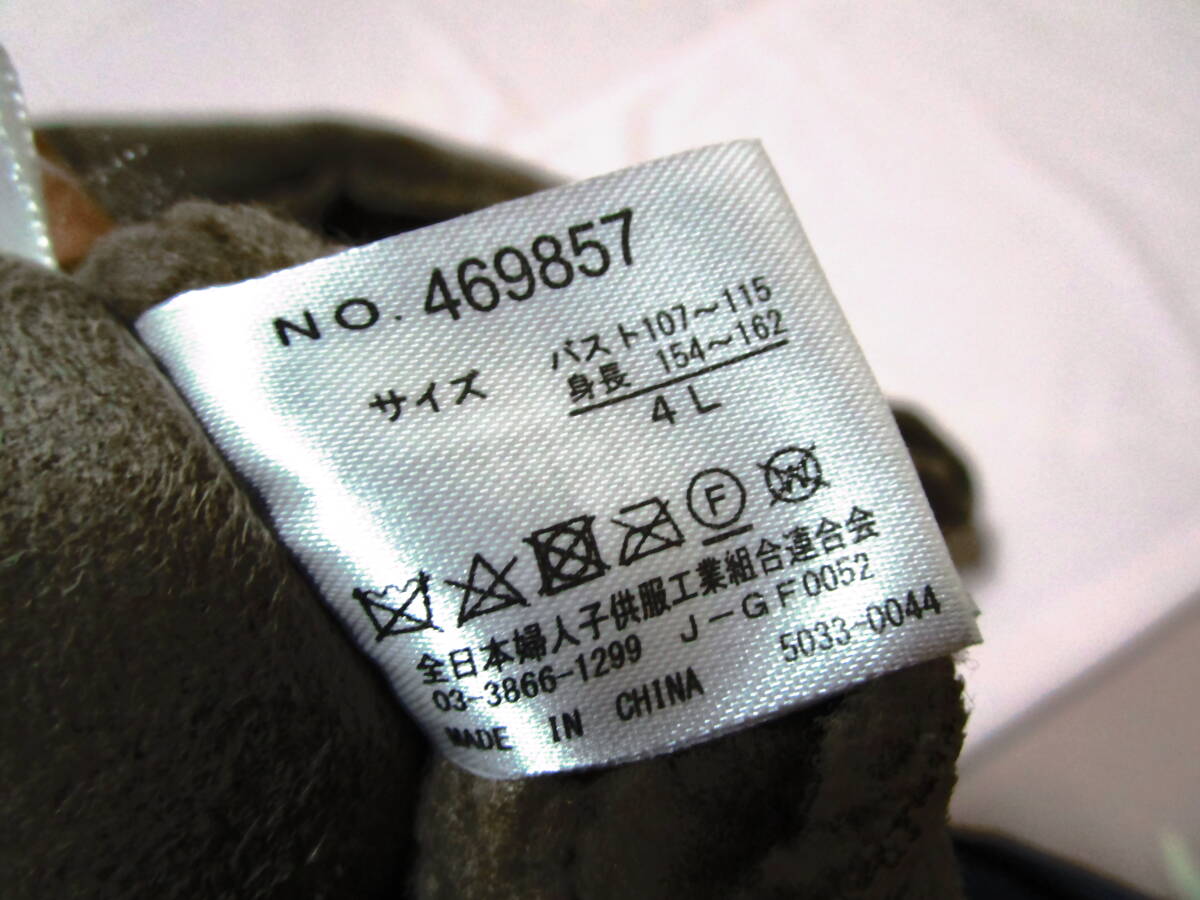 NO. 469857
サイズ バスト107～115
身長 154～162
4L
F W
全日本婦人子供服工業組合連合会
03-3866-1299 J-GF0052
MADE IN CHINA 5033-0044